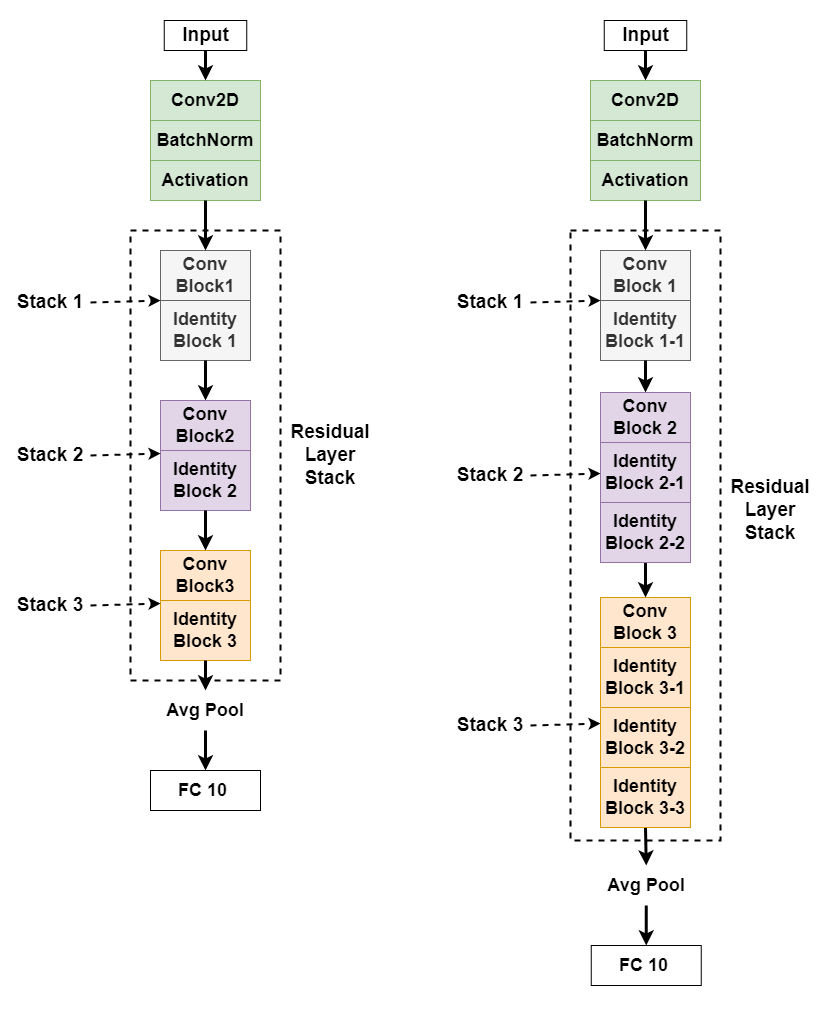 Input
Conv2D
BatchNorm
Activation
Conv
Block1
Stack 1
Identity
Block 1
Conv
Block2
Residual
Layer
Stack
Stack 2
Identity
Block 2
Conv
Block3
Stack 3
Identity
Block 3
Avg Pool
FC 10
Input
Conv2D
BatchNorm
Activation
Conv
Block 1
Stack 1
Identity
Block 1-1
Conv
Block 2
Stack 2
Identity
Block 2-1
Residual
Layer
Stack
Identity
Block 2-2
Conv
Block 3
Identity
Block 3-1
Stack 3
Identity
Block 3-2
Identity
Block 3-3
Avg Pool
FC 10